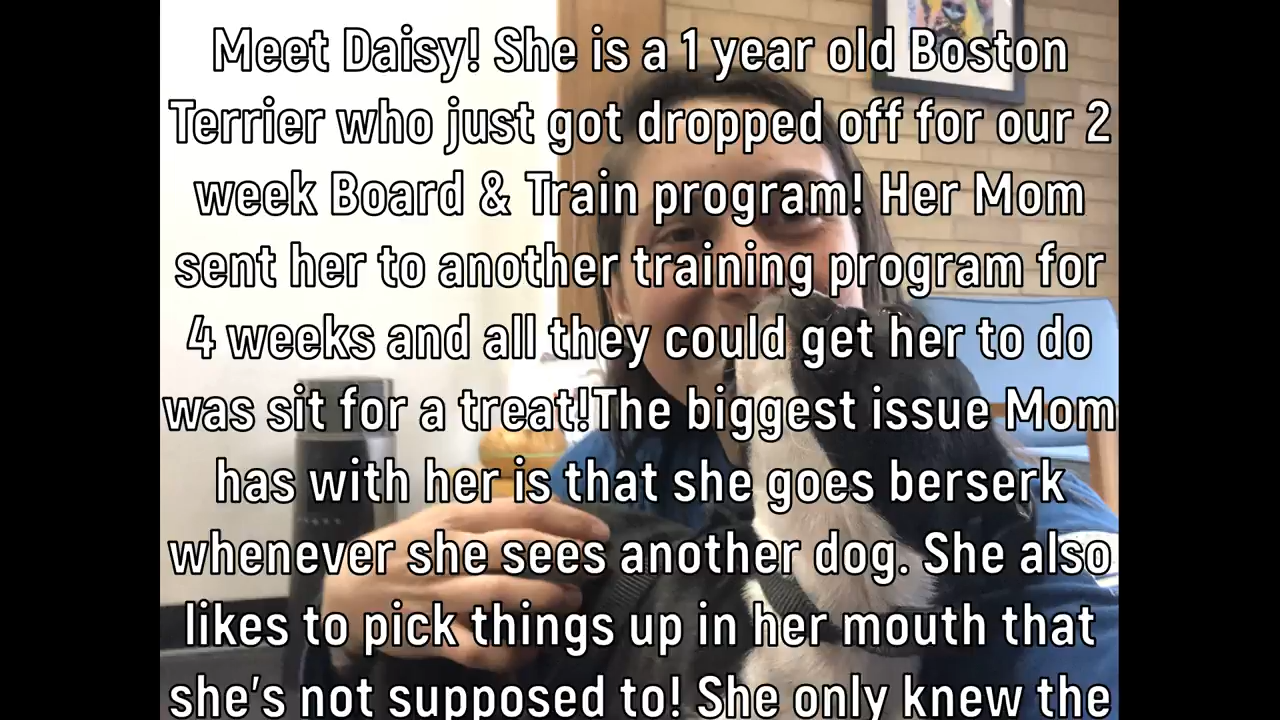 Meet Daisy! She is a 1 year old Boston
Terrier who just got dropped off for our 2
week Board & Train program! Her Mom
sent her to another training program for
4 weeks and all they could get her to do
was sit for a treat!The biggest issue Mom
has with her is that she goes berserk
whenever she sees another dog. She also
likes to pick things up in her mouth that
she's not supposed to! She only knew the